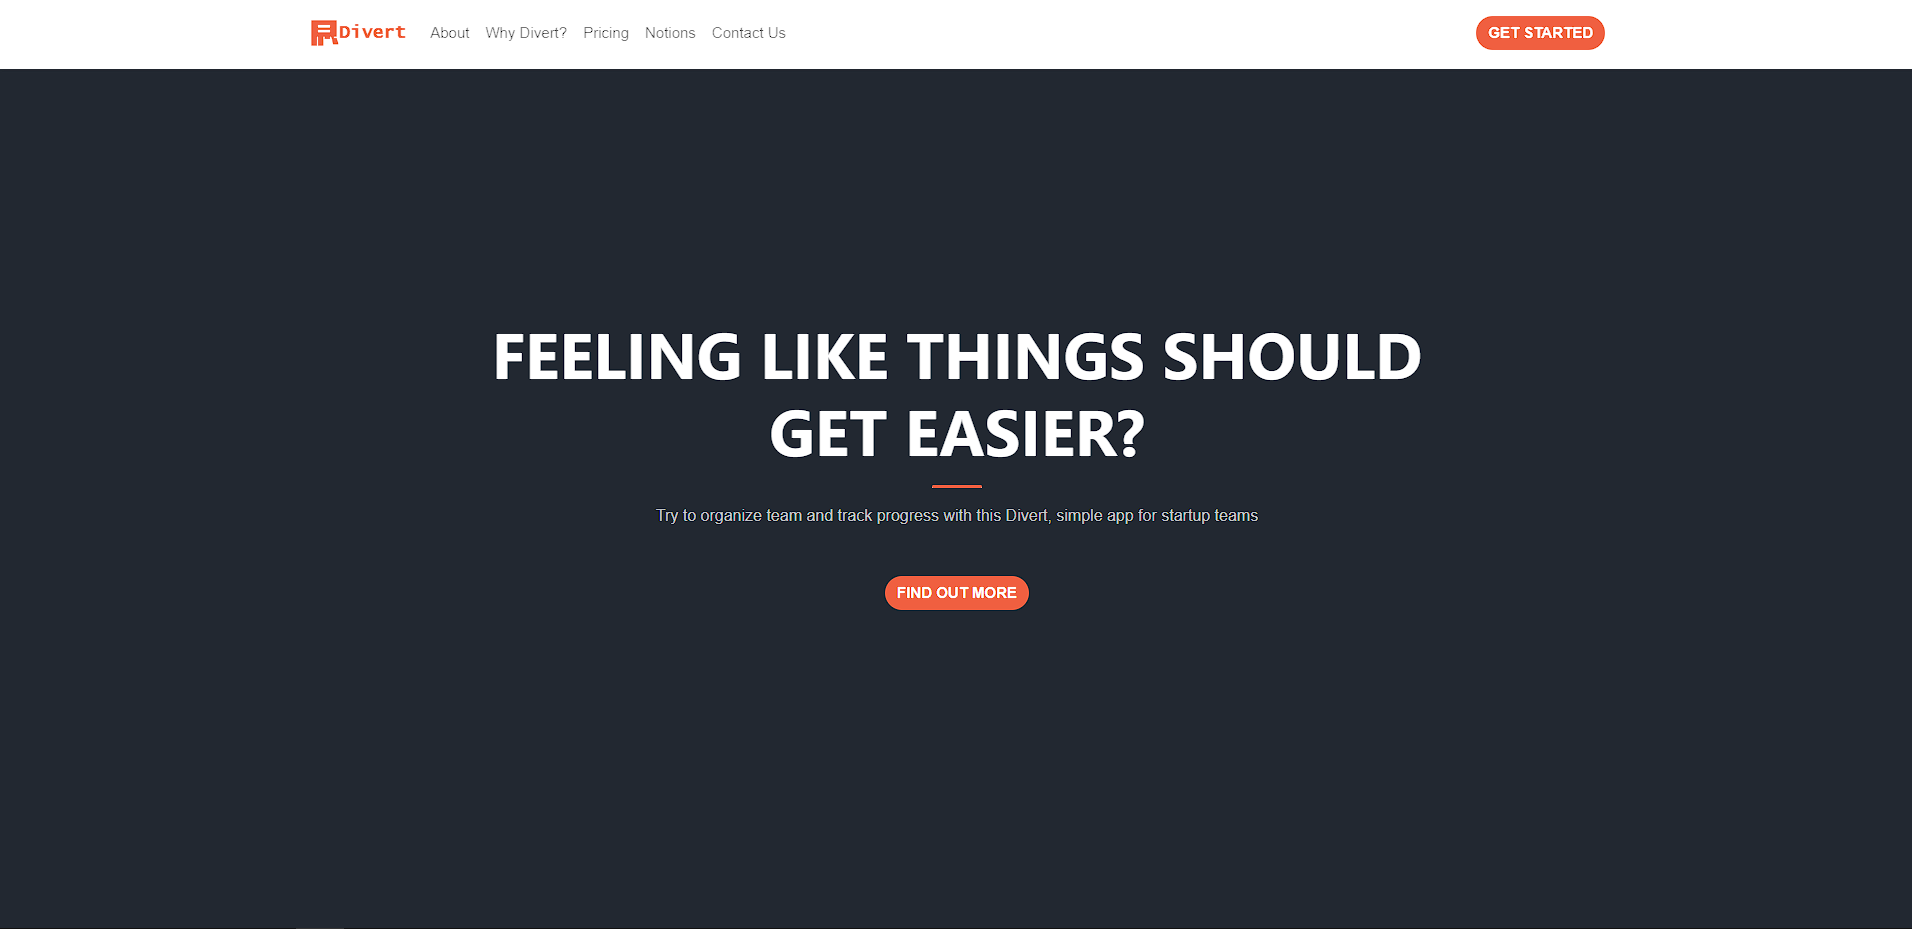 Divert About Why Divert? Pricing Notions Contact Us GET STARTED
FEELING LIKE THINGS SHOULD
GET EASIER?
Try to organize team and track progress with this Divert, simple app for startup teams
FIND OUT MORE